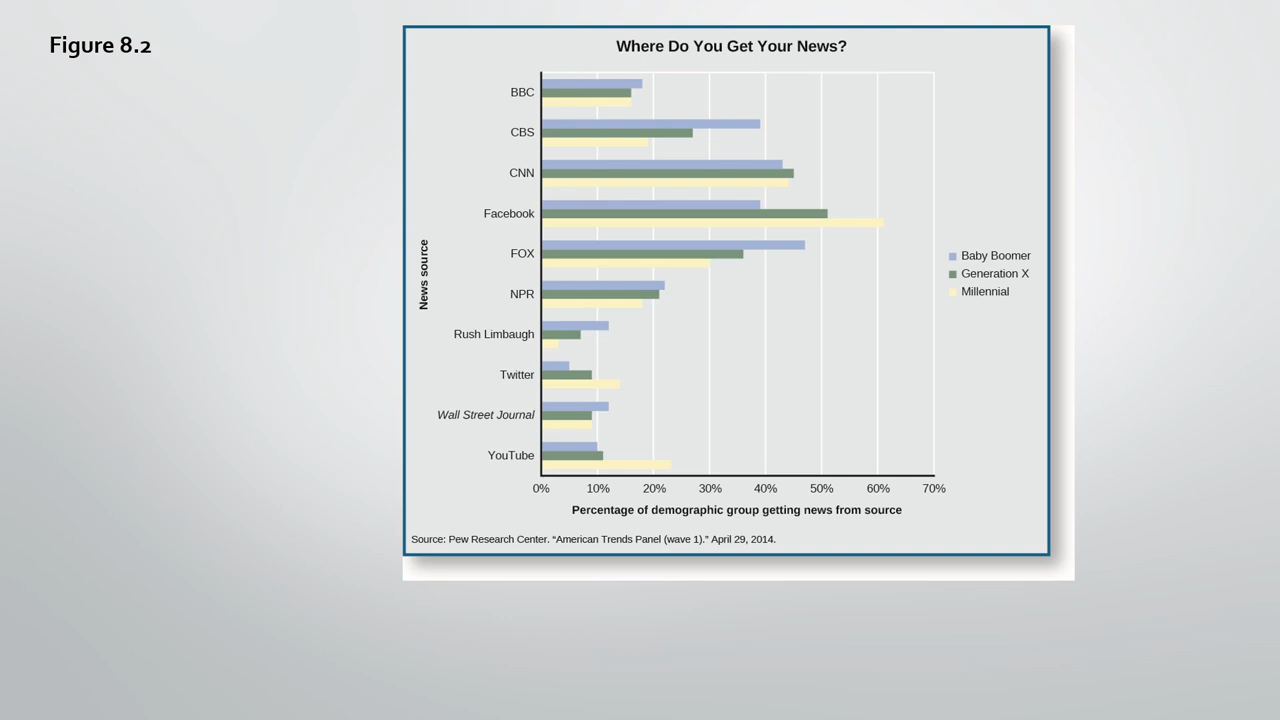 Figure 8.2
Where Do You Get Your News?
News source
BBC
CBS
CNN
Facebook
FOX
NPR
Rush Limbaugh
Twitter
Wall Street Journal
YouTube
0% 10% 20% 30% 40% 50% 60% 70%
Percentage of demographic group getting news from source
Baby Boomer
Generation X
Millennial
Source: Pew Research Center. “American Trends Panel (wave 1).” April 29, 2014.